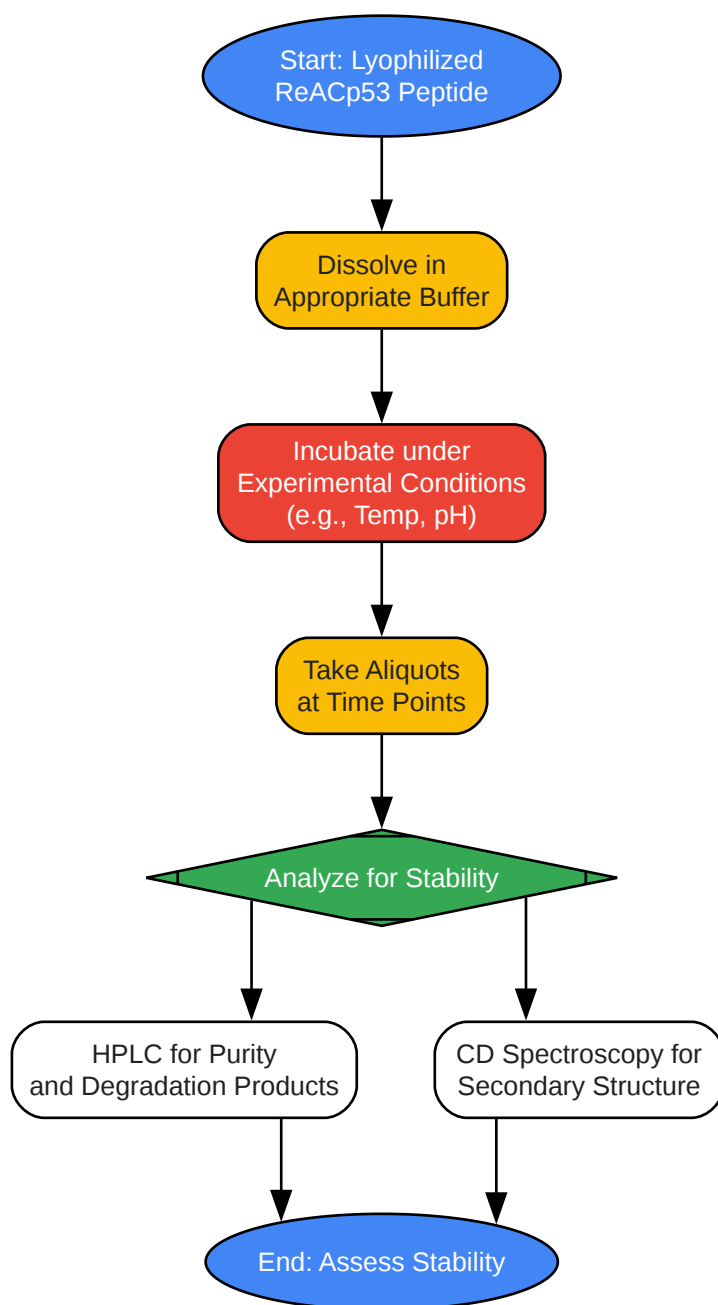 Start: Lyophilized
ReACp53 Peptide
Dissolve in
Appropriate Buffer
Incubate under
Experimental Conditions
(e.g., Temp, pH)
Take Aliquots
at Time Points
Analyze for Stability
HPLC for Purity
and Degradation Products
CD Spectroscopy for
Secondary Structure
End: Assess Stability